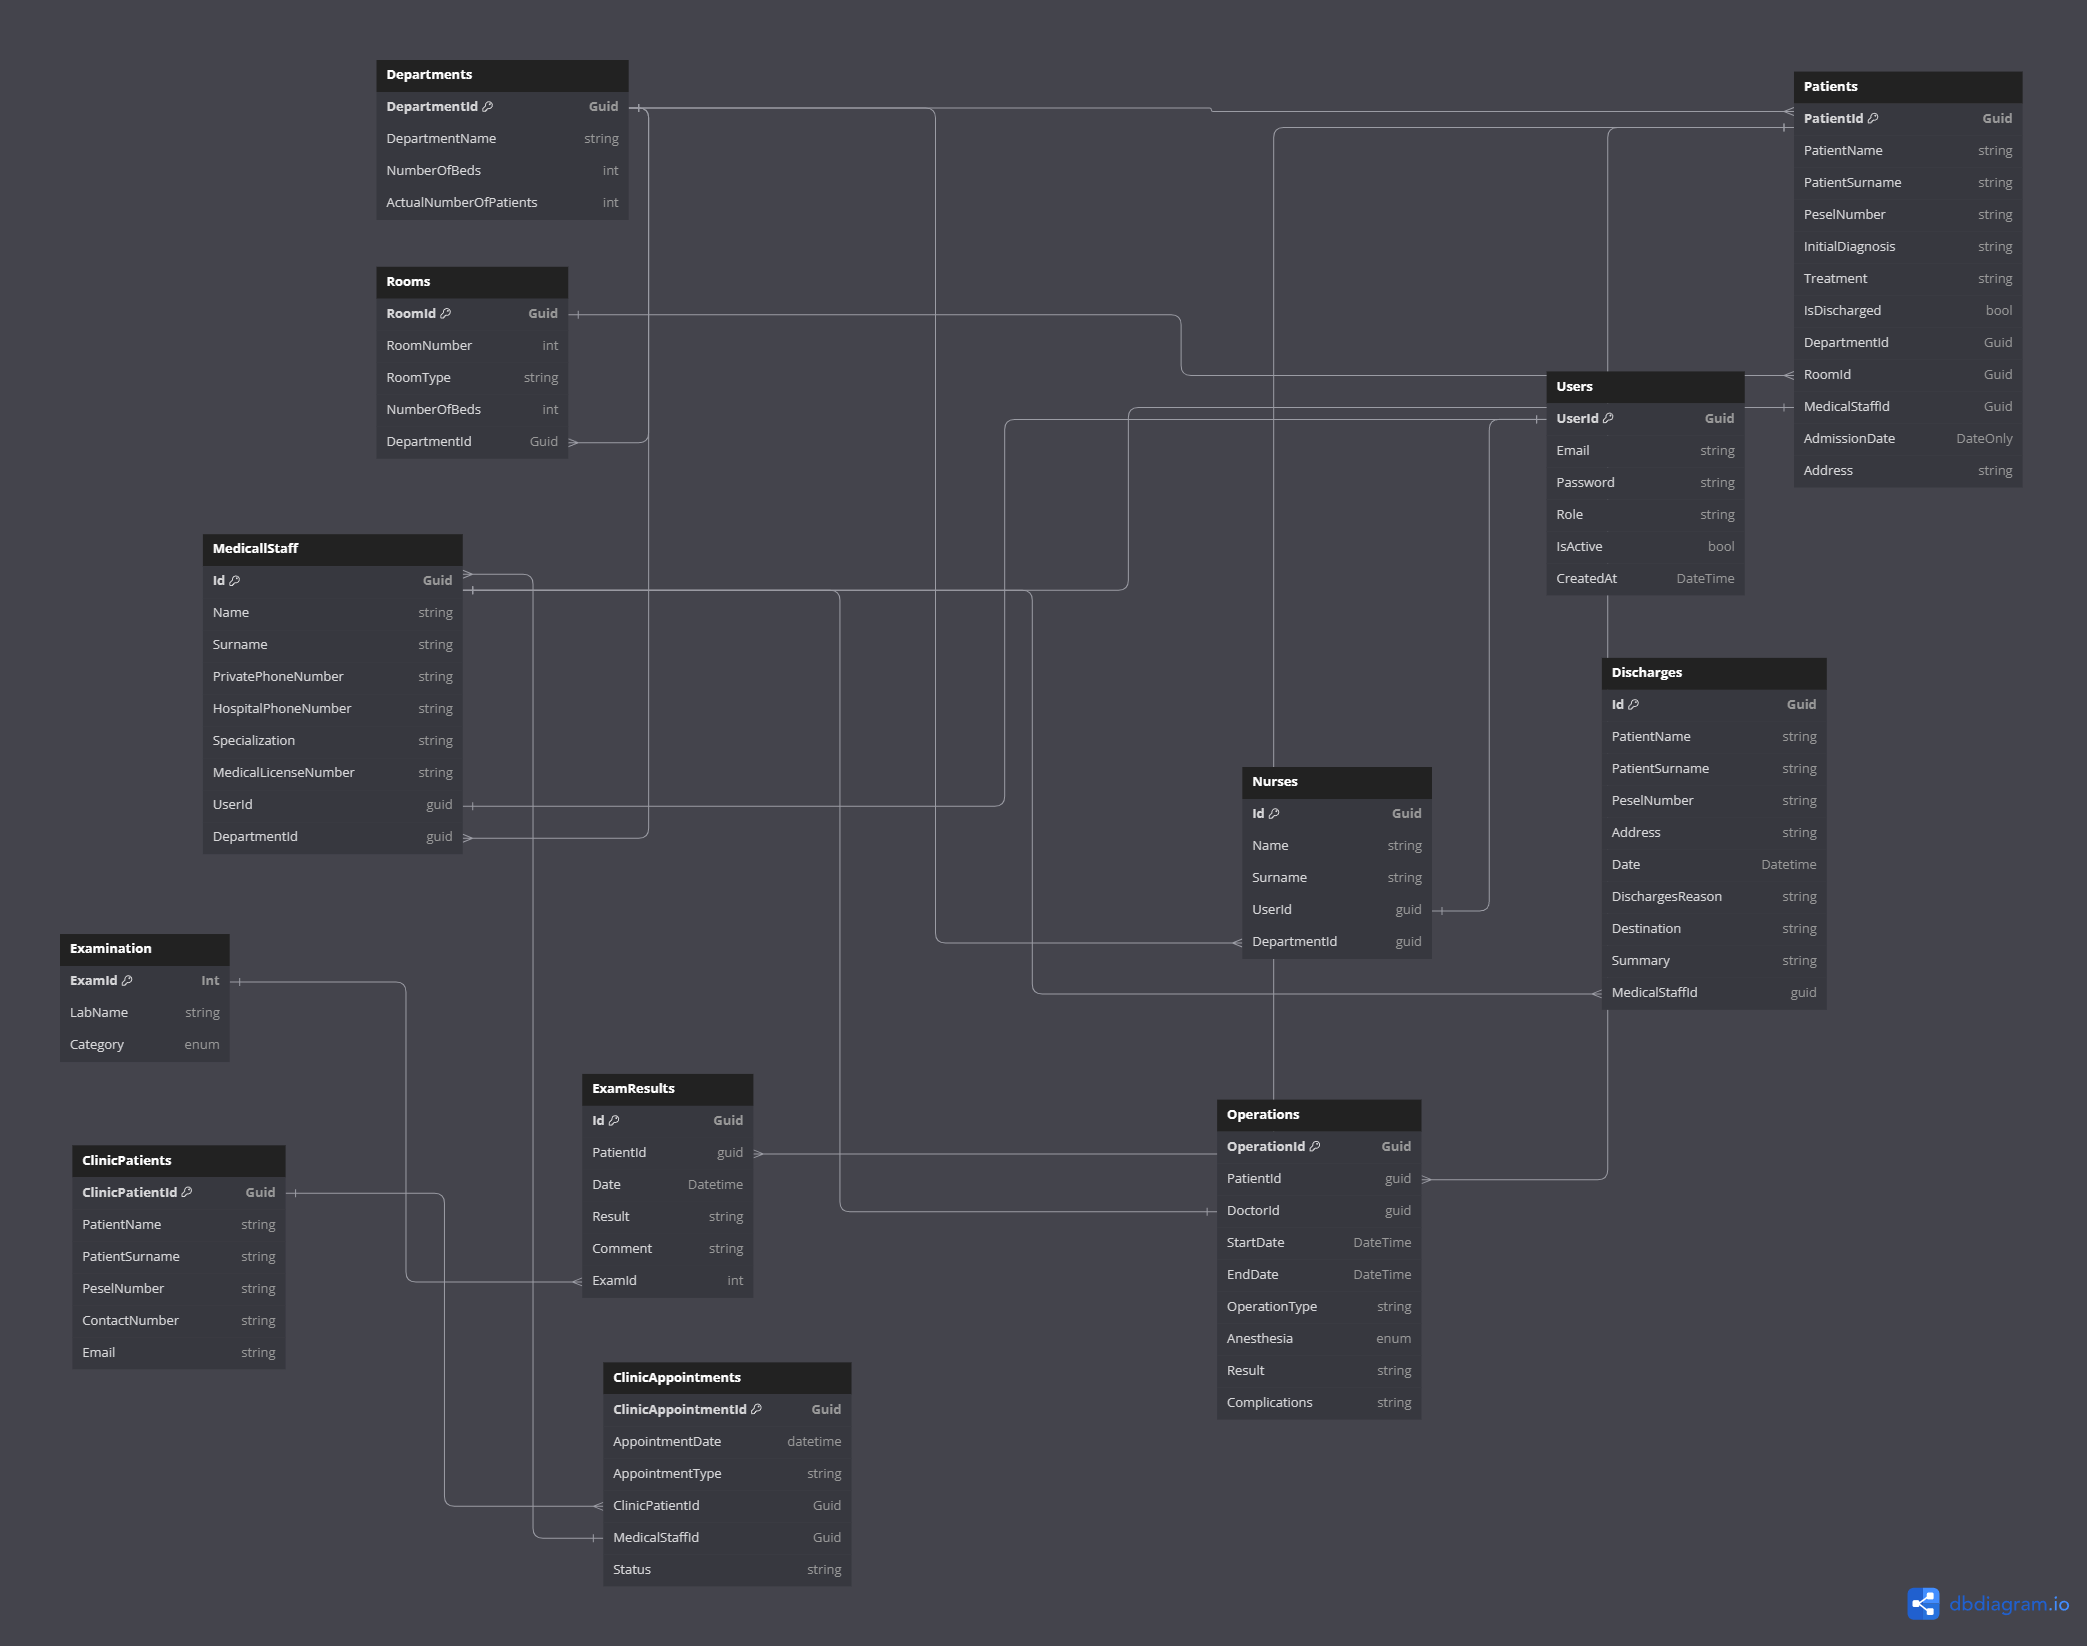 Departments
DepartmentId Guid
DepartmentName string
NumberOfBeds int
ActualNumberOfPatients int
Patients
PatientId Guid
PatientName string
PatientSurname string
PeselNumber string
InitialDiagnosis string
Treatment string
IsDischarged bool
DepartmentId Guid
RoomId Guid
MedicalStaffId Guid
AdmissionDate DateOnly
Address string
Rooms
RoomId Guid
RoomNumber int
RoomType string
NumberOfBeds int
DepartmentId Guid
Users
UserId Guid
Email string
Password string
Role string
IsActive bool
CreatedAt DateTime
MedicallStaff
Id Guid
Name string
Surname string
PrivatePhoneNumber string
HospitalPhoneNumber string
Specialization string
MedicalLicenseNumber string
UserId guid
DepartmentId guid
Discharges
Id Guid
PatientName string
PatientSurname string
PeselNumber string
Address string
Date Datetime
DischargesReason string
Destination string
Summary string
MedicalStaffId guid
Nurses
Id Guid
Name string
Surname string
UserId guid
DepartmentId guid
Examination
ExamId Int
LabName string
Category enum
ExamResults
Id Guid
PatientId guid
Date Datetime
Result string
Comment string
ExamId int
Operations
OperationId Guid
PatientId guid
DoctorId guid
StartDate DateTime
EndDate DateTime
OperationType string
Anesthesia enum
Result string
Complications string
ClinicPatients
ClinicPatientId Guid
PatientName string
PatientSurname string
PeselNumber string
ContactNumber string
Email string
ClinicAppointments
ClinicAppointmentId Guid
AppointmentDate datetime
AppointmentType string
ClinicPatientId Guid
MedicalStaffId Guid
Status string
dbdiagram.io